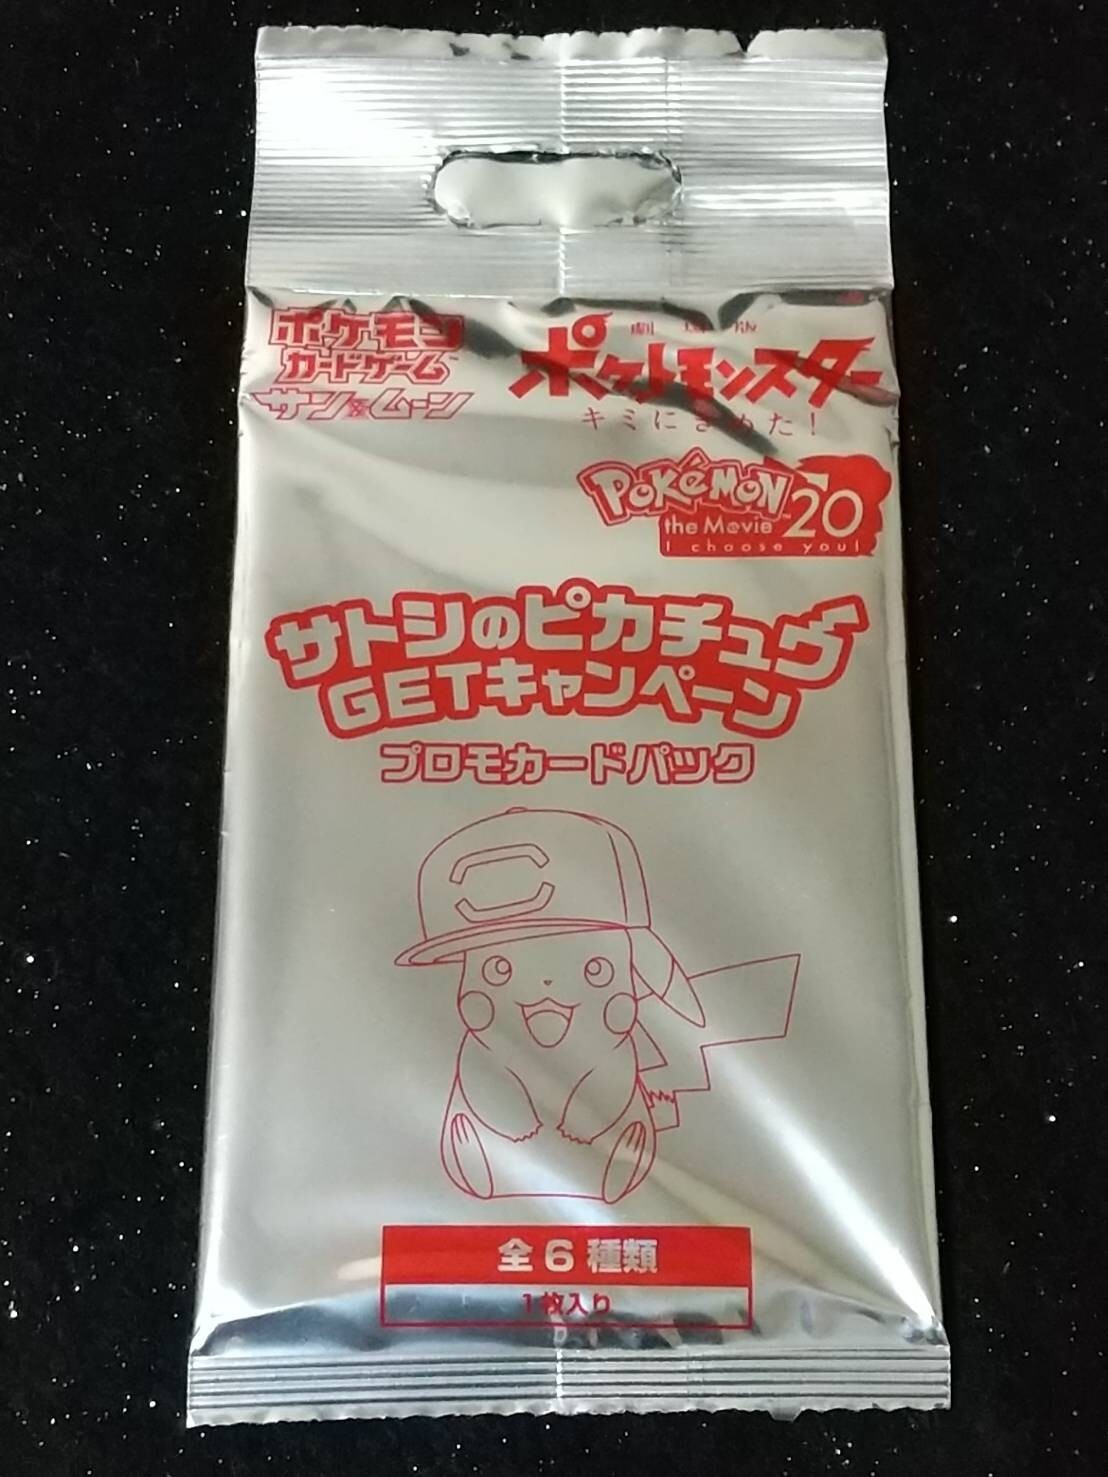 ポケモン
カードゲーム
サン&ムーン
劇場版
ポケットモンスター
キミにきめた!
POKéMON
the Movie 20
I choose you!
サトシのピカチュウ
GETキャンペーン
プロモカードパック
全6種類
1枚入り